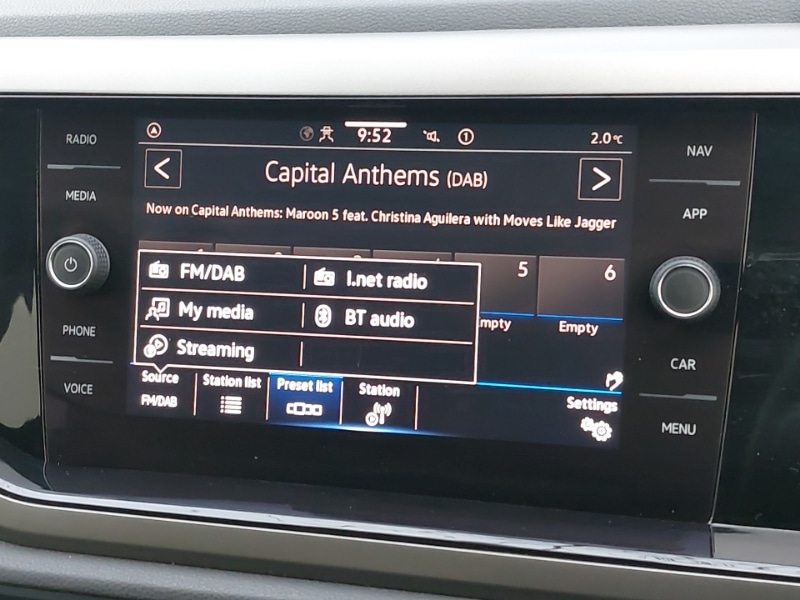 RADIO
MEDIA
PHONE
VOICE
9:52
1
2.0°C
Capital Anthems (DAB)
Now on Capital Anthems: Maroon 5 feat. Christina Aguilera with Moves Like Jagger
5
6
Empty
FM/DAB
I.net radio
My media
BT audio
Streaming
Source
FM/DAB
Station list
Preset list
Station
Settings
NAV
APP
CAR
MENU